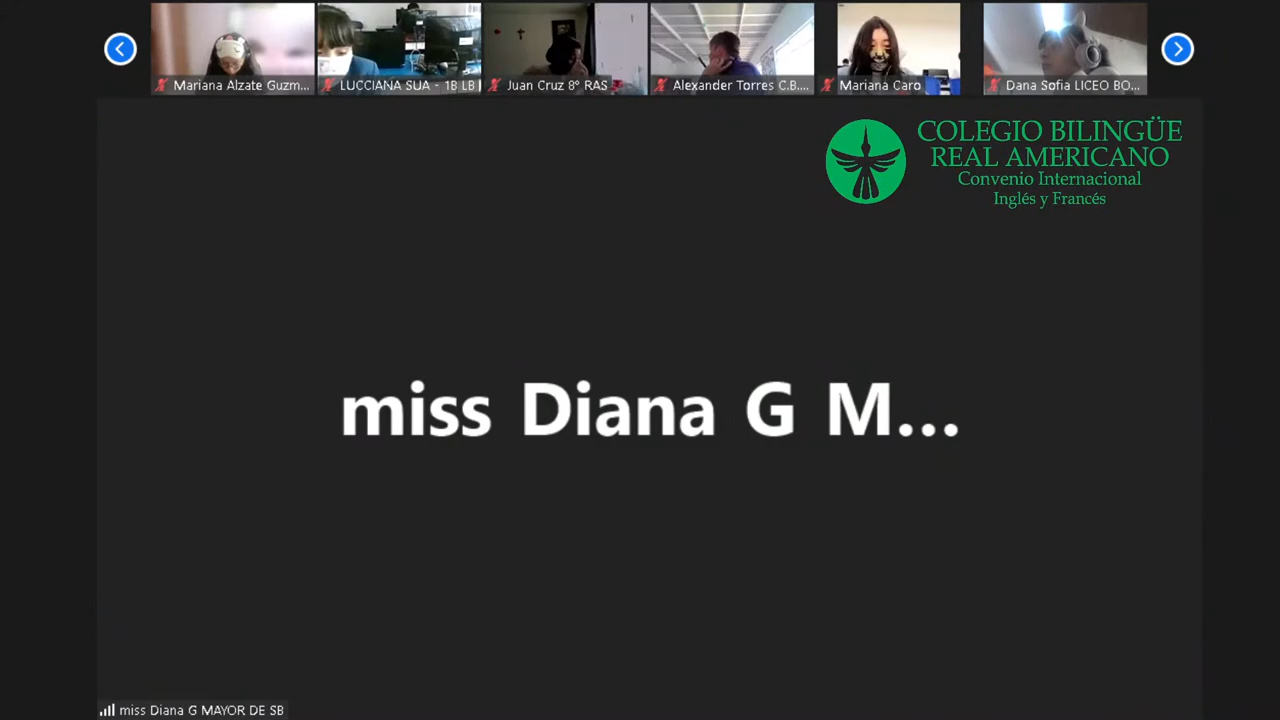 Mariana Alzate Guzm...
LUCCIANA SUA - 1B LB
Juan Cruz 8º RAS
Alexander Torres C.B....
Mariana Caro
Dana Sofia LICEO BO...
COLEGIO BILINGÜE
REAL AMERICANO
Convenio Internacional
Inglés y Francés
miss Diana G M...
miss Diana G MAYOR DE SB